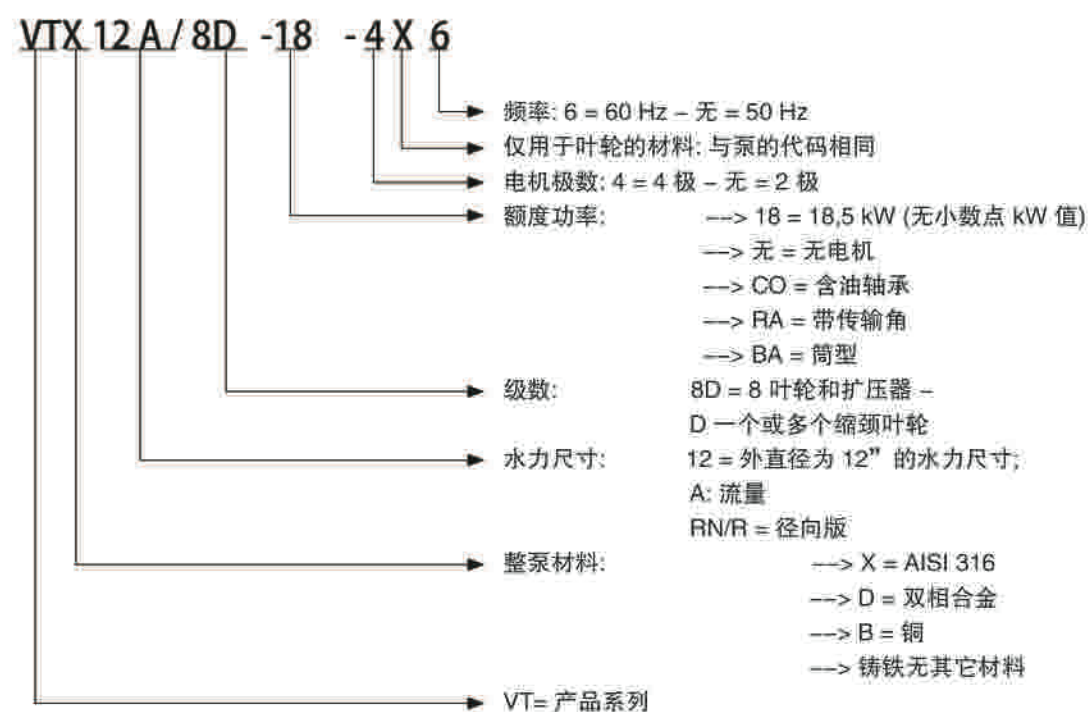 VTX 12 A / 8D -18 - 4 X 6
频率: 6 = 60 Hz – 无 = 50 Hz
仅用于叶轮的材料: 与泵的代码相同
电机极数: 4 = 4 极 – 无 = 2 极
额度功率: ––> 18 = 18,5 kW (无小数点 kW 值)
––> 无 = 无电机
––> CO = 含油轴承
––> RA = 带传输角
––> BA = 筒型
级数: 8D = 8 叶轮和扩压器 –
D 一个或多个缩颈叶轮
水力尺寸: 12 = 外直径为 12” 的水力尺寸;
A: 流量
RN/R = 径向版
整泵材料: ––> X = AISI 316
––> D = 双相合金
––> B = 铜
––> 铸铁无其它材料
VT= 产品系列